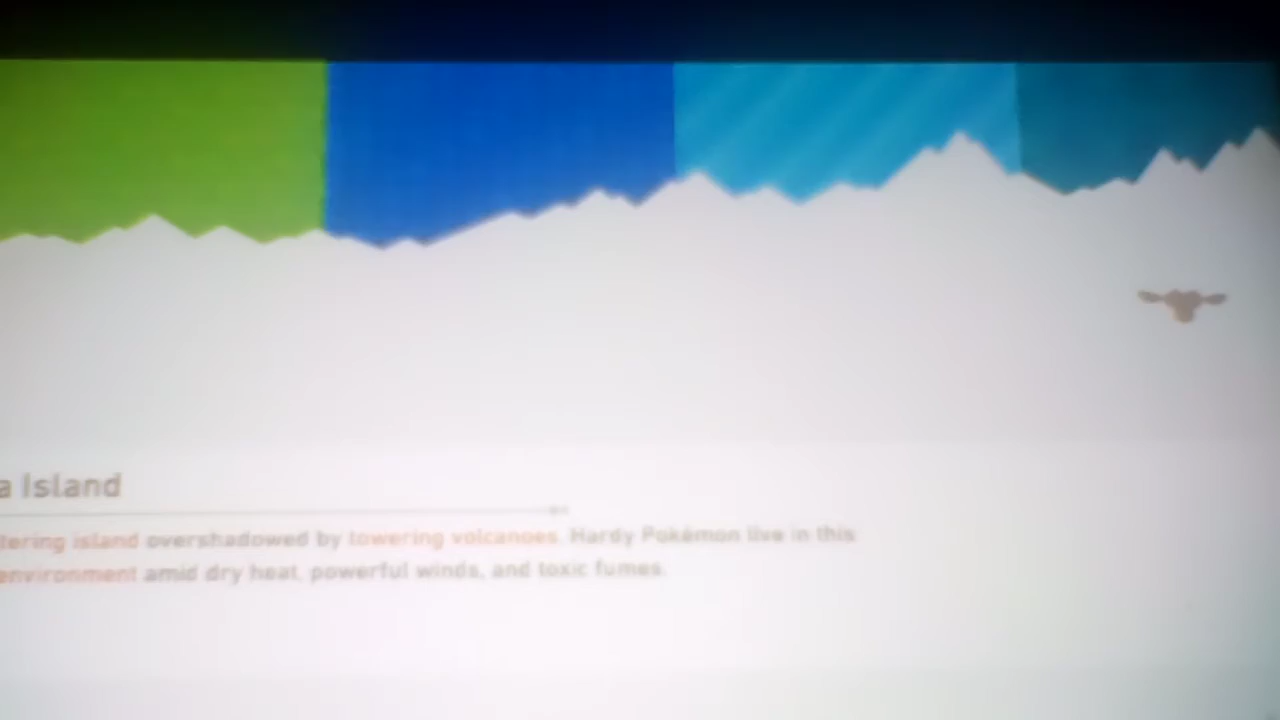 a Island
tering island overshadowed by towering volcanoes. Hardy Pokémon live in this
environment amid dry heat, powerful winds, and toxic fumes.